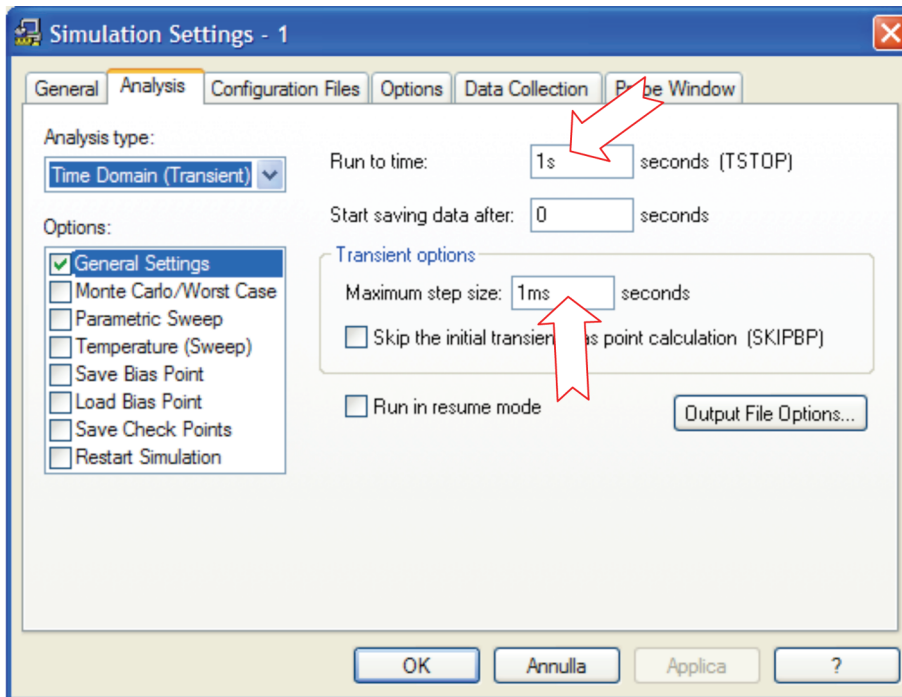 Simulation Settings - 1
General Analysis Configuration Files Options Data Collection Probe Window
Analysis type:
Time Domain (Transient)
Options:
General Settings
Monte Carlo/Worst Case
Parametric Sweep
Temperature (Sweep)
Save Bias Point
Load Bias Point
Save Check Points
Restart Simulation
Run to time: 1s seconds (TSTOP)
Start saving data after: 0 seconds
Transient options
Maximum step size: 1ms seconds
Skip the initial transient bias point calculation (SKIPBP)
Run in resume mode
Output File Options...
OK Annulla Applica ?